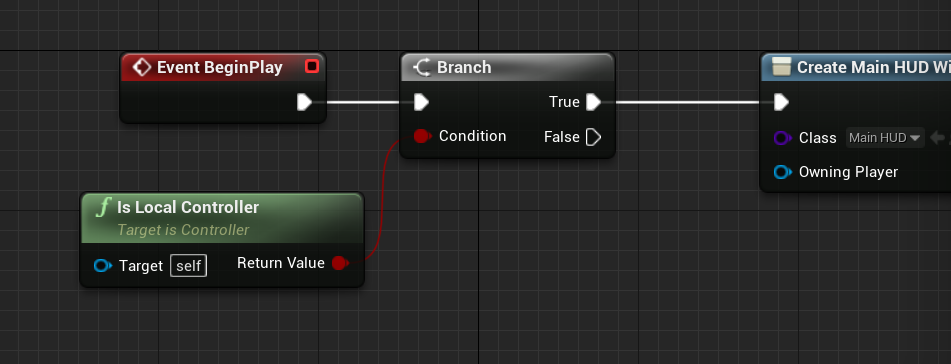 Event BeginPlay
Branch
True
Condition
False
Create Main HUD Wi
Class Main HUD
Owning Player
f Is Local Controller
Target is Controller
Target self
Return Value